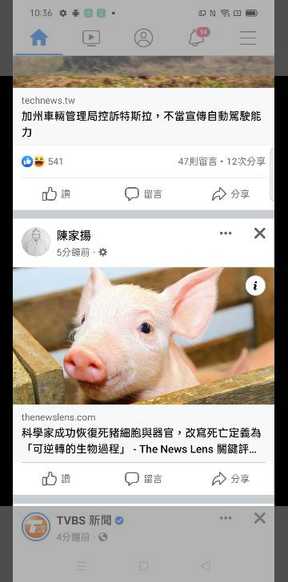 10:36
14
technews.tw
加州車輛管理局控訴特斯拉，不當宣傳自動駕駛能
力
541
47則留言・12次分享
讚
留言
分享
陳家揚
5分鐘前
thenewslens.com
科學家成功恢復死豬細胞與器官，改寫死亡定義為
「可逆轉的生物過程」 - The News Lens 關鍵評...
讚
留言
分享
TVBS 新聞
4分鐘前